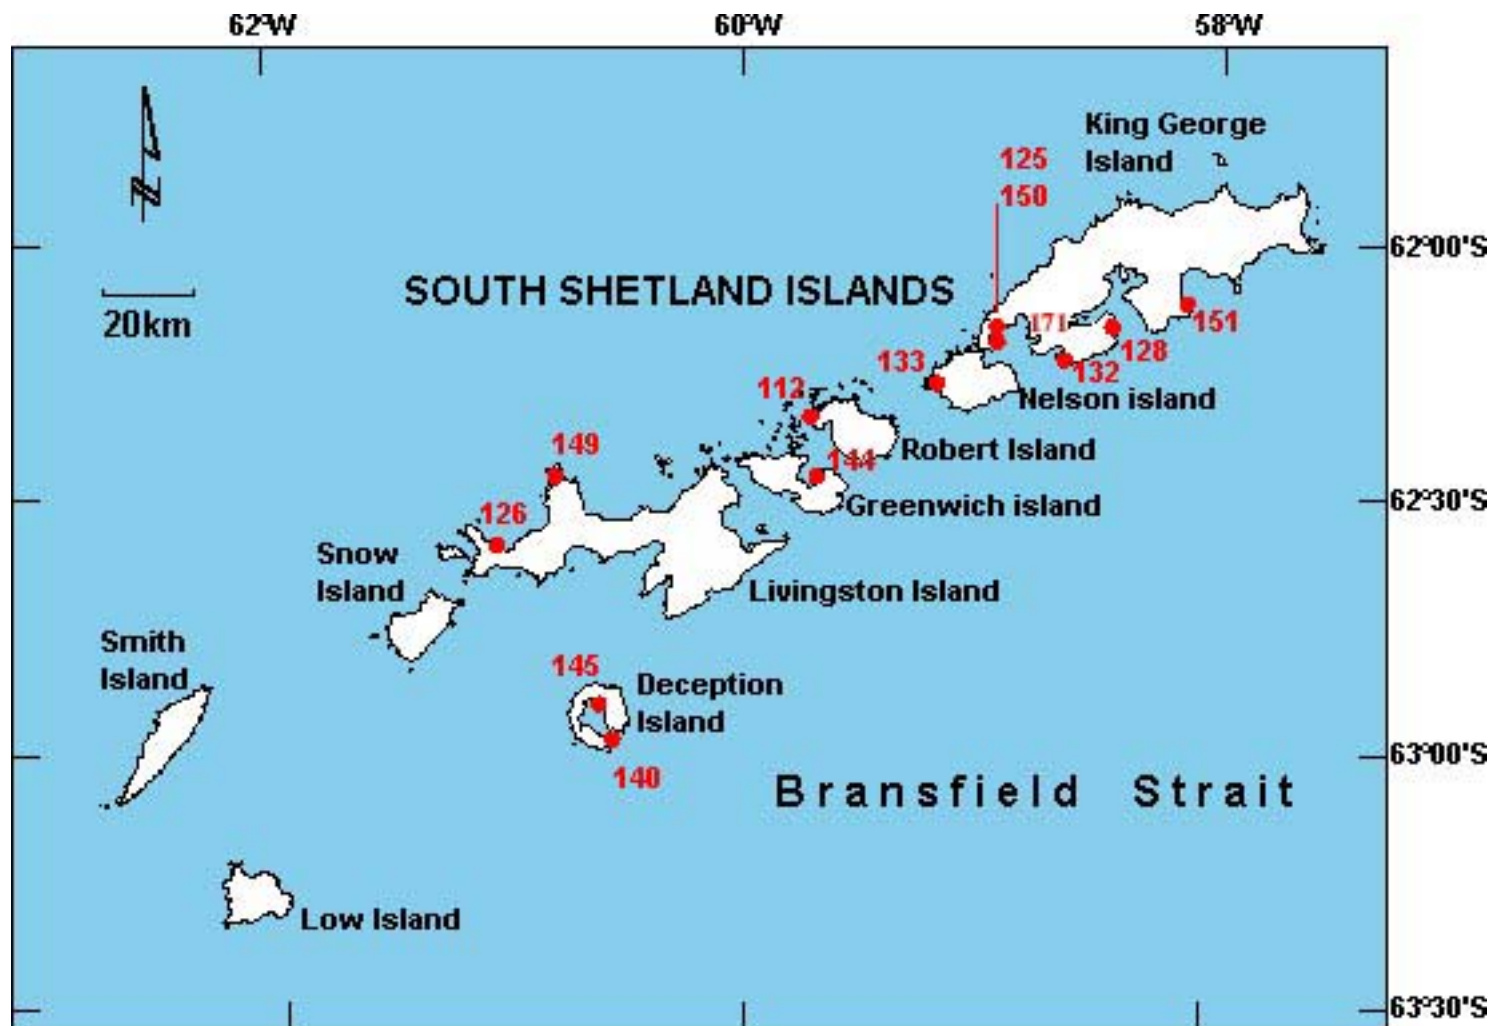 62°W 60°W 58°W
King George
Island
125
150
62°00'S
SOUTH SHETLAND ISLANDS
20km
171
151
128
132
133
Nelson island
112
Robert Island
149
144
Greenwich island
62°30'S
126
Snow
Island
Livingston Island
Smith
Island
145
Deception
Island
140
63°00'S
Bransfield Strait
Low Island
63°30'S
N